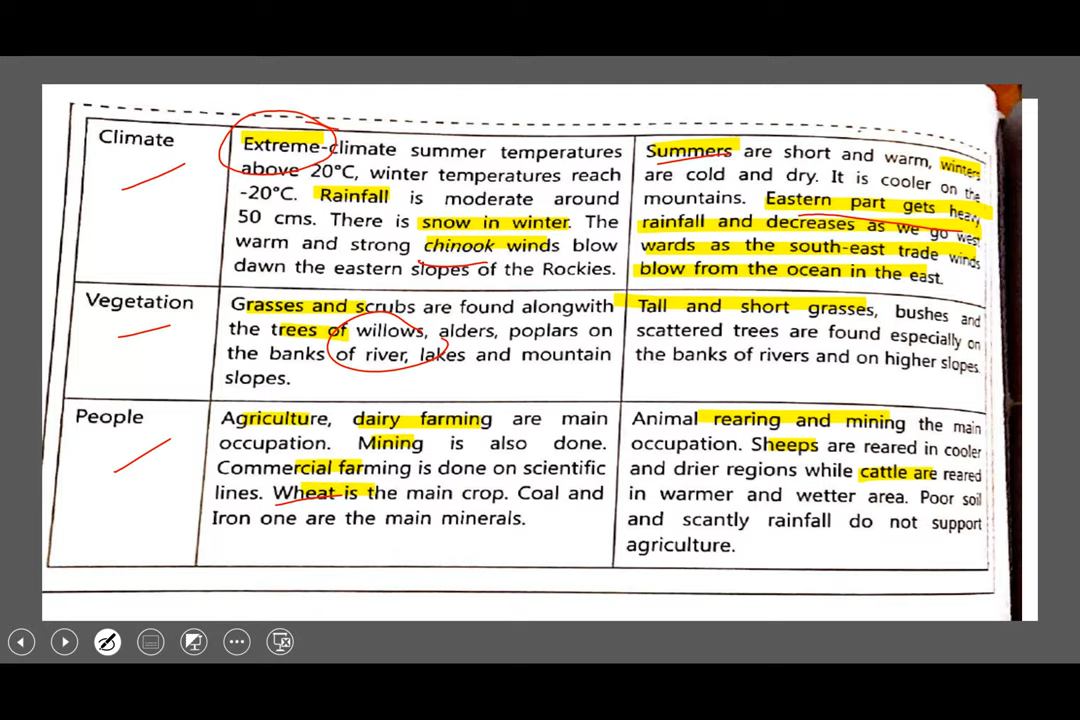 Climate
Extreme-climate summer temperatures
above 20°C, winter temperatures reach
-20°C. Rainfall is moderate around
50 cms. There is snow in winter. The
warm and strong chinook winds blow
dawn the eastern slopes of the Rockies.
Summers are short and warm, winters
are cold and dry. It is cooler on the
mountains. Eastern part gets heavy
rainfall and decreases as we go west
wards as the south-east trade winds
blow from the ocean in the east.
Vegetation
Grasses and scrubs are found alongwith
the trees of willows, alders, poplars on
the banks of river, lakes and mountain
slopes.
Tall and short grasses, bushes and
scattered trees are found especially on
the banks of rivers and on higher slopes.
People
Agriculture, dairy farming are main
occupation. Mining is also done.
Commercial farming is done on scientific
lines. Wheat is the main crop. Coal and
Iron one are the main minerals.
Animal rearing and mining the main
occupation. Sheeps are reared in cooler
and drier regions while cattle are reared
in warmer and wetter area. Poor soil
and scantly rainfall do not support
agriculture.